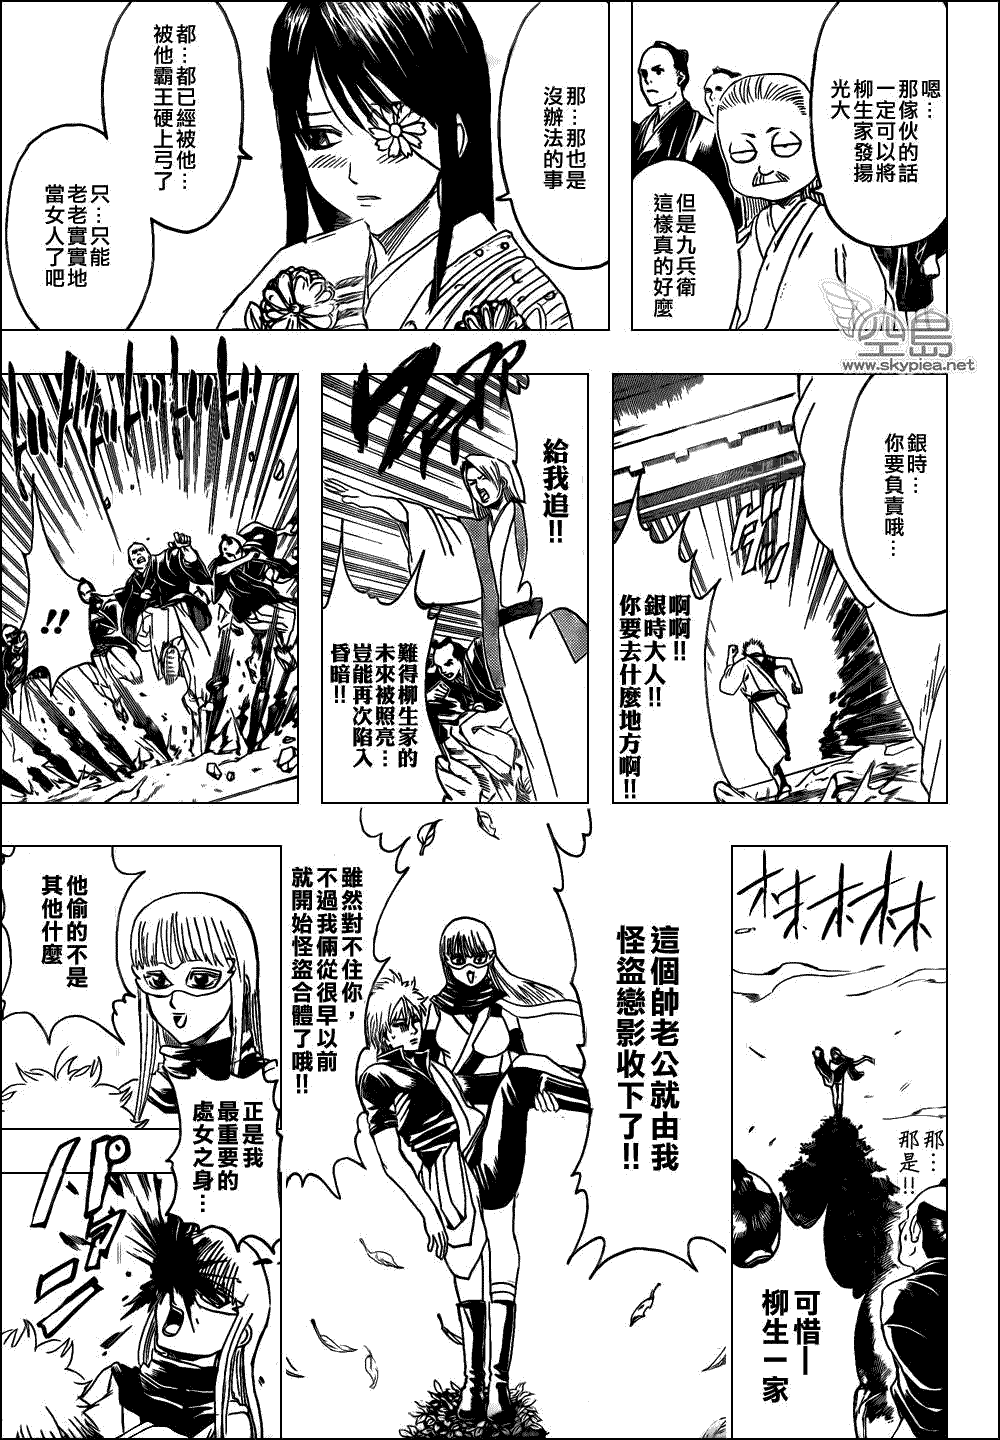 嗯…
那傢伙的話
一定可以將
柳生家發揚
光大
但是九兵衛
這樣真的好麼
那…那也是
沒辦法的事
都…都已經被他…
被他霸王硬上弓了
只…只能
老老實實地
當女人了吧
空島
www.skypiea.net
銀時…
你要負責哦…
啊啊!!
銀時大人!!
你要去什麼地方啊!!
給我追!!
難得柳生家的
未來被照亮…
豈能再次陷入
昏暗!!
!!
那…
那是!!
可惜—
柳生一家
這個帥老公就由我
怪盜戀影收下了!!
雖然對不住你，
不過我倆從很早以前
就開始怪盜合體了哦!!
他偷的不是
其他什麼
正是我
最重要的
處女之身…
パァン